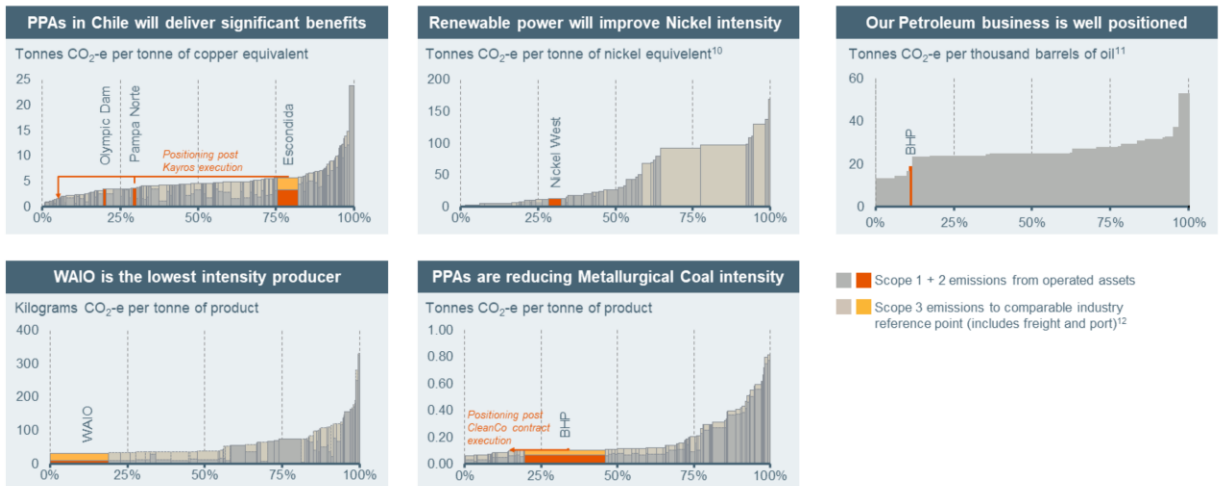 PPAs in Chile will deliver significant benefits
Tonnes CO₂-e per tonne of copper equivalent
25
20
15
10
5
0
Olympic Dam
Pampa Norte
Escondida
Positioning post
Kayros execution
0%
25%
50%
75%
100%
Renewable power will improve Nickel intensity
Tonnes CO₂-e per tonne of nickel equivelent¹⁰
200
150
100
50
0
Nickel West
0%
25%
50%
75%
100%
Our Petroleum business is well positioned
Tonnes CO₂-e per thousand barrels of oil¹¹
60
40
20
0
BHP
0%
25%
50%
75%
100%
WAIO is the lowest intensity producer
Kilograms CO₂-e per tonne of product
400
300
200
100
0
WAIO
0%
25%
50%
75%
100%
PPAs are reducing Metallurgical Coal intensity
Tonnes CO₂-e per tonne of product
1.00
0.80
0.60
0.40
0.20
0.00
Positioning post
CleanCo contract
execution
BHP
0%
25%
50%
75%
100%
Scope 1 + 2 emissions from operated assets
Scope 3 emissions to comparable industry
reference point (includes freight and port)¹²